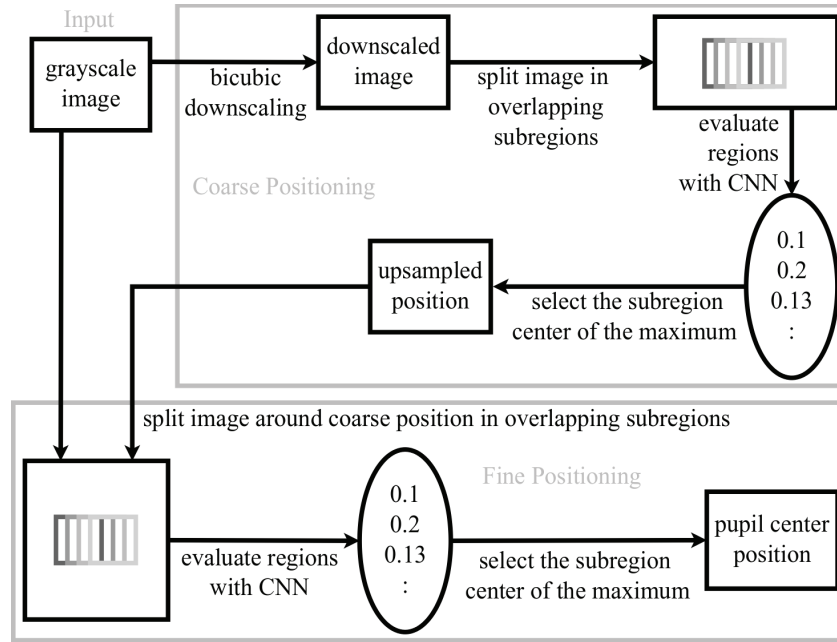 Input
grayscale
image
bicubic
downscaling
downscaled
image
split image in
overlapping
subregions
evaluate
regions
with CNN
Coarse Positioning
0.1
0.2
0.13
:
select the subregion
center of the maximum
upsampled
position
split image around coarse position in overlapping subregions
Fine Positioning
evaluate regions
with CNN
0.1
0.2
0.13
:
select the subregion
center of the maximum
pupil center
position